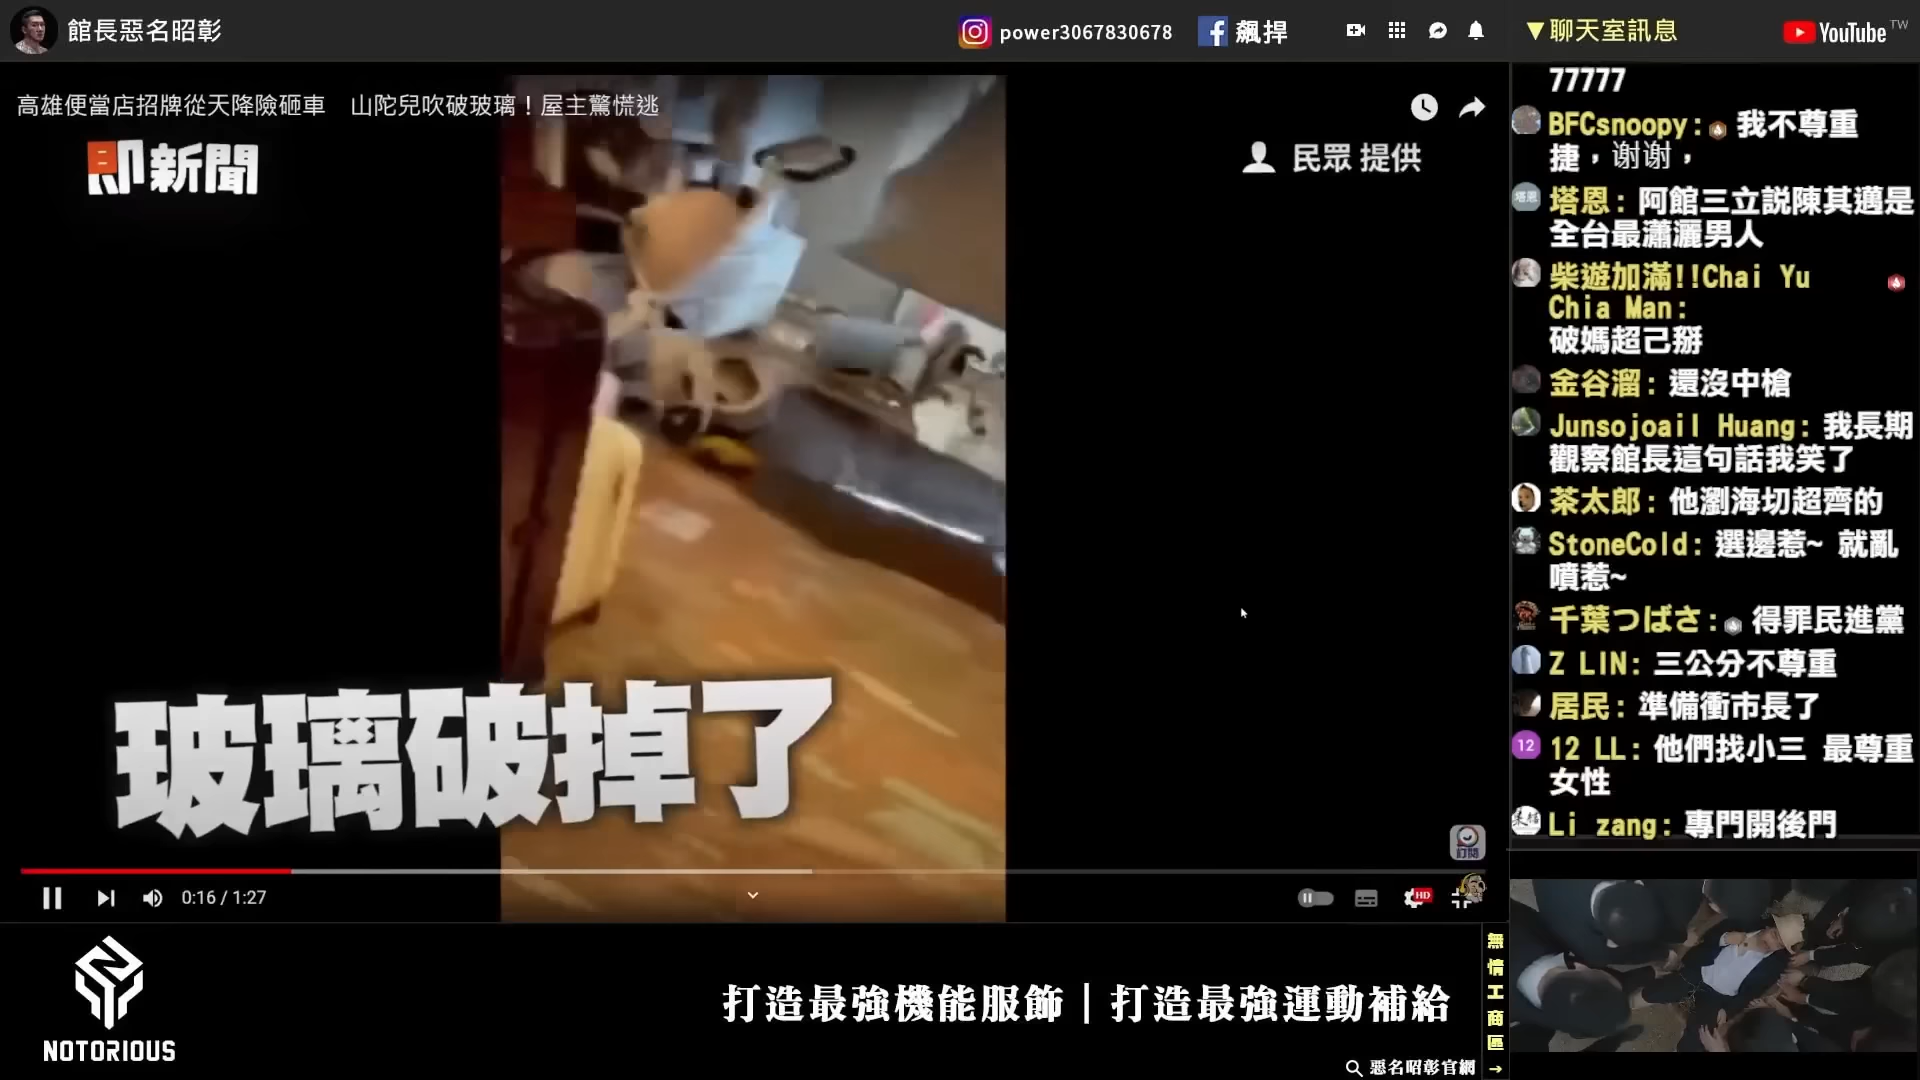 館長惡名昭彰
power3067830678
飆捍
▼聊天室訊息
YouTube TW
高雄便當店招牌從天降險砸車 山陀兒吹破玻璃！屋主驚慌逃
即新聞
民眾 提供
玻璃破掉了
訂閱
0:16 / 1:27
HD
77777
BFCsnoopy: 我不尊重
捷，谢谢，
塔恩
塔恩: 阿館三立説陳其邁是
全台最瀟灑男人
柴遊加滿!!Chai Yu
Chia Man:
破媽超己掰
金谷溜: 還沒中槍
Junsojoail Huang: 我長期
觀察館長這句話我笑了
茶太郎: 他瀏海切超齊的
StoneCold: 選邊惹~ 就亂
噴惹~
千葉つばさ: 得罪民進黨
Z LIN: 三公分不尊重
居民: 準備衝市長了
12
12 LL: 他們找小三 最尊重
女性
Li zang: 專門開後門
NOTORIOUS
打造最強機能服飾｜打造最強運動補給
惡名昭彰官網
無情工商區→